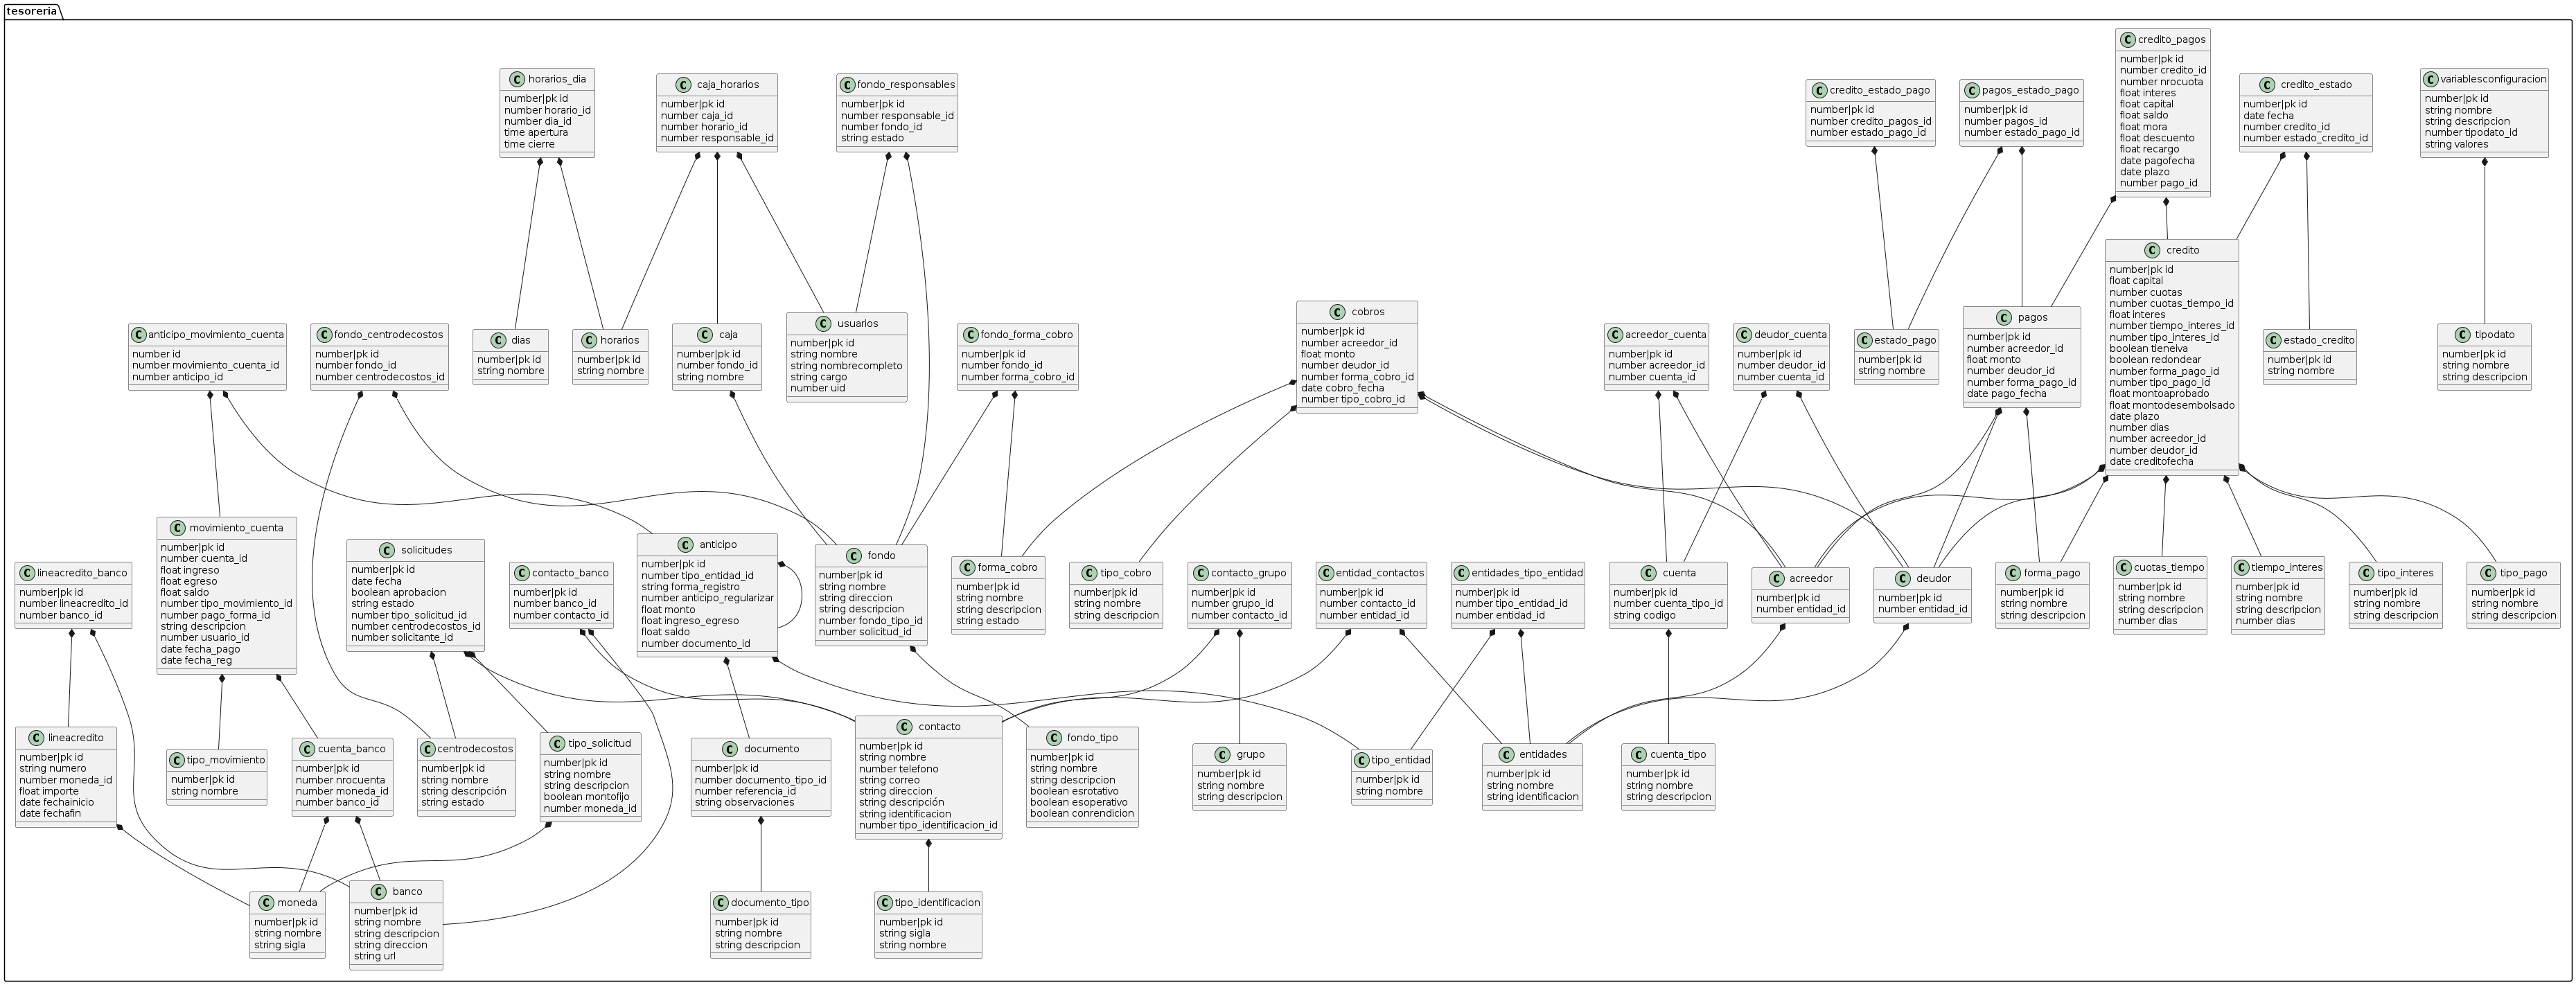 tesoreria
credito_pagos
number|pk id
number credito_id
number nrocuota
float interes
float capital
float saldo
float mora
float descuento
float recargo
date pagofecha
date plazo
number pago_id
horarios_dia
number|pk id
number horario_id
number dia_id
time apertura
time cierre
caja_horarios
number|pk id
number caja_id
number horario_id
number responsable_id
fondo_responsables
number|pk id
number responsable_id
number fondo_id
string estado
credito_estado_pago
number|pk id
number credito_pagos_id
number estado_pago_id
pagos_estado_pago
number|pk id
number pagos_id
number estado_pago_id
credito_estado
number|pk id
date fecha
number credito_id
number estado_credito_id
variablesconfiguracion
number|pk id
string nombre
string descripcion
number tipodato_id
string valores
anticipo_movimiento_cuenta
number id
number movimiento_cuenta_id
number anticipo_id
fondo_centrodecostos
number|pk id
number fondo_id
number centrodecostos_id
dias
number|pk id
string nombre
horarios
number|pk id
string nombre
caja
number|pk id
number fondo_id
string nombre
usuarios
number|pk id
string nombre
string nombrecompleto
string cargo
number uid
fondo_forma_cobro
number|pk id
number fondo_id
number forma_cobro_id
cobros
number|pk id
number acreedor_id
float monto
number deudor_id
number forma_cobro_id
date cobro_fecha
number tipo_cobro_id
acreedor_cuenta
number|pk id
number acreedor_id
number cuenta_id
deudor_cuenta
number|pk id
number deudor_id
number cuenta_id
estado_pago
number|pk id
string nombre
pagos
number|pk id
number acreedor_id
float monto
number deudor_id
number forma_pago_id
date pago_fecha
credito
number|pk id
float capital
number cuotas
number cuotas_tiempo_id
float interes
number tiempo_interes_id
number tipo_interes_id
boolean tieneiva
boolean redondear
number forma_pago_id
number tipo_pago_id
float montoaprobado
float montodesembolsado
date plazo
number dias
number acreedor_id
number deudor_id
date creditofecha
estado_credito
number|pk id
string nombre
tipodato
number|pk id
string nombre
string descripcion
lineacredito_banco
number|pk id
number lineacredito_id
number banco_id
movimiento_cuenta
number|pk id
number cuenta_id
float ingreso
float egreso
float saldo
number tipo_movimiento_id
number pago_forma_id
string descripcion
number usuario_id
date fecha_pago
date fecha_reg
solicitudes
number|pk id
date fecha
boolean aprobacion
string estado
number tipo_solicitud_id
number centrodecostos_id
number solicitante_id
contacto_banco
number|pk id
number banco_id
number contacto_id
anticipo
number|pk id
number tipo_entidad_id
string forma_registro
number anticipo_regularizar
float monto
float ingreso_egreso
float saldo
number documento_id
fondo
number|pk id
string nombre
string direccion
string descripcion
number fondo_tipo_id
number solicitud_id
forma_cobro
number|pk id
string nombre
string descripcion
string estado
tipo_cobro
number|pk id
string nombre
string descripcion
contacto_grupo
number|pk id
number grupo_id
number contacto_id
entidad_contactos
number|pk id
number contacto_id
number entidad_id
entidades_tipo_entidad
number|pk id
number tipo_entidad_id
number entidad_id
cuenta
number|pk id
number cuenta_tipo_id
string codigo
acreedor
number|pk id
number entidad_id
deudor
number|pk id
number entidad_id
forma_pago
number|pk id
string nombre
string descripcion
cuotas_tiempo
number|pk id
string nombre
string descripcion
number dias
tiempo_interes
number|pk id
string nombre
string descripcion
number dias
tipo_interes
number|pk id
string nombre
string descripcion
tipo_pago
number|pk id
string nombre
string descripcion
lineacredito
number|pk id
string numero
number moneda_id
float importe
date fechainicio
date fechafin
tipo_movimiento
number|pk id
string nombre
cuenta_banco
number|pk id
number nrocuenta
number moneda_id
number banco_id
centrodecostos
number|pk id
string nombre
string descripción
string estado
tipo_solicitud
number|pk id
string nombre
string descripcion
boolean montofijo
number moneda_id
documento
number|pk id
number documento_tipo_id
number referencia_id
string observaciones
contacto
number|pk id
string nombre
number telefono
string correo
string direccion
string descripción
string identificacion
number tipo_identificacion_id
fondo_tipo
number|pk id
string nombre
string descripcion
boolean esrotativo
boolean esoperativo
boolean conrendicion
grupo
number|pk id
string nombre
string descripcion
tipo_entidad
number|pk id
string nombre
entidades
number|pk id
string nombre
string identificacion
cuenta_tipo
number|pk id
string nombre
string descripcion
moneda
number|pk id
string nombre
string sigla
banco
number|pk id
string nombre
string descripcion
string direccion
string url
documento_tipo
number|pk id
string nombre
string descripcion
tipo_identificacion
number|pk id
string sigla
string nombre